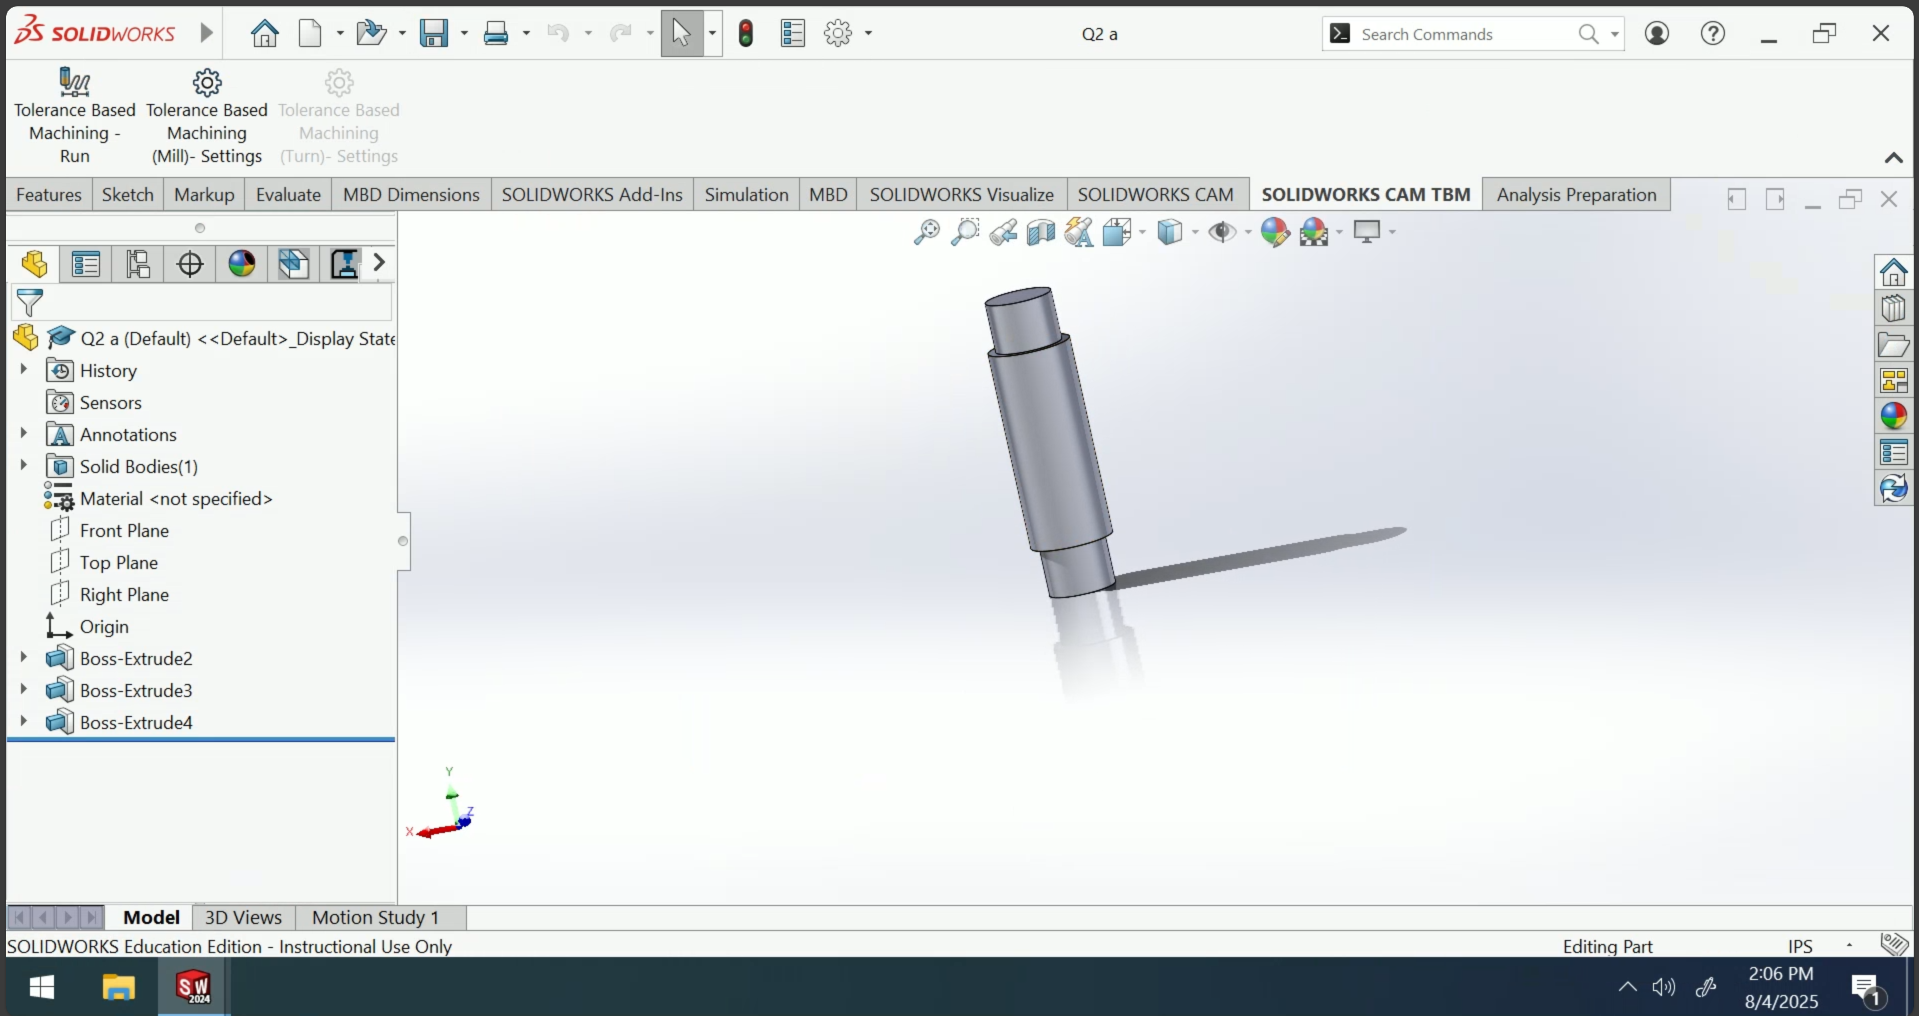 SOLIDWORKS
Q2 a
Search Commands
Tolerance Based Machining - Run
Tolerance Based Machining (Mill)- Settings
Tolerance Based Machining (Turn)- Settings
Features
Sketch
Markup
Evaluate
MBD Dimensions
SOLIDWORKS Add-Ins
Simulation
MBD
SOLIDWORKS Visualize
SOLIDWORKS CAM
SOLIDWORKS CAM TBM
Analysis Preparation
Q2 a (Default) <<Default>_Display State
History
Sensors
Annotations
Solid Bodies(1)
Material <not specified>
Front Plane
Top Plane
Right Plane
Origin
Boss-Extrude2
Boss-Extrude3
Boss-Extrude4
Y
Z
X
Model
3D Views
Motion Study 1
SOLIDWORKS Education Edition - Instructional Use Only
Editing Part
IPS
SW
2024
2:06 PM
8/4/2025
1